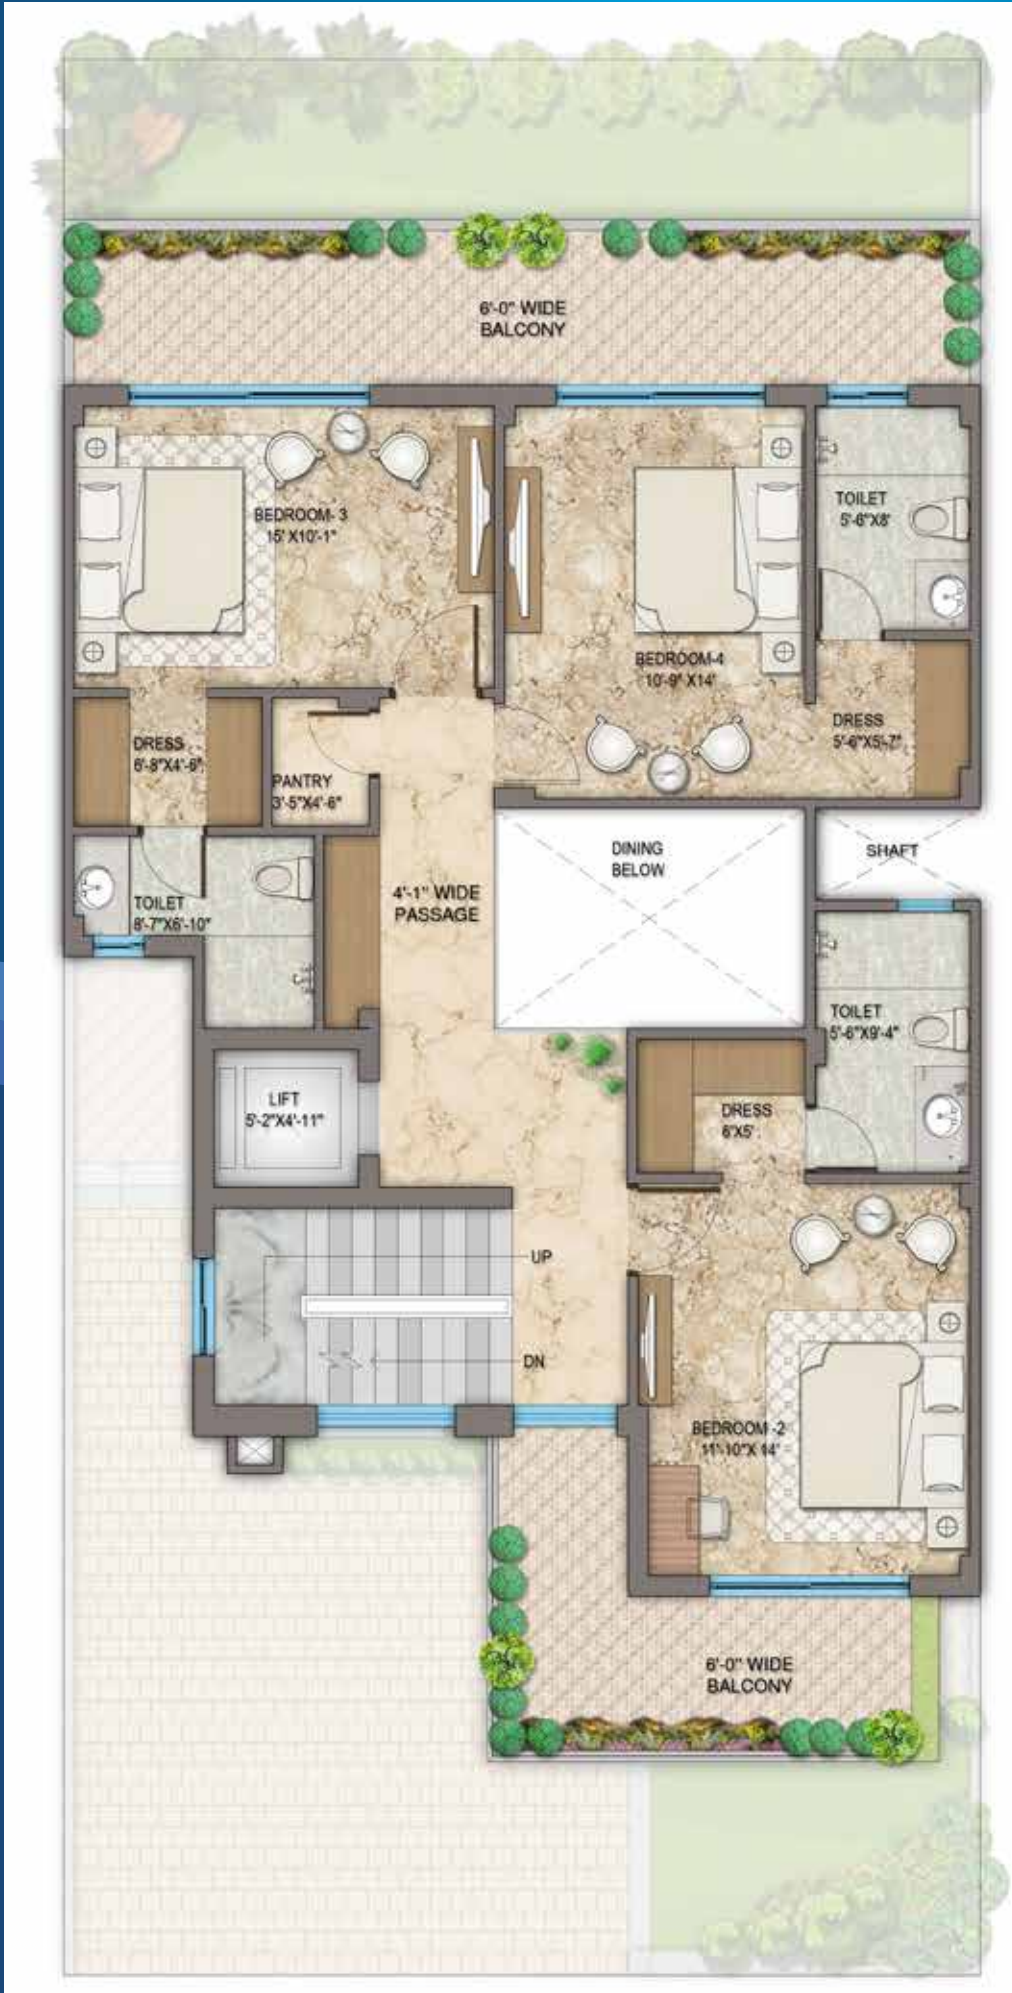 6'-0" WIDE
BALCONY
BEDROOM- 3
15' X10'-1"
TOILET
5'-6"X8'
BEDROOM-4
10'-9" X14'
DRESS
5'-6"X5'-7"
DRESS
6'-8"X4'-6"
PANTRY
3'-5"X4'-6"
DINING
BELOW
SHAFT
4'-1" WIDE
PASSAGE
TOILET
8'-7"X6'-10"
TOILET
5'-6"X9'-4"
LIFT
5'-2"X4'-11"
DRESS
6'X5'
UP
DN
BEDROOM -2
11'-10"X 14'
6'-0" WIDE
BALCONY